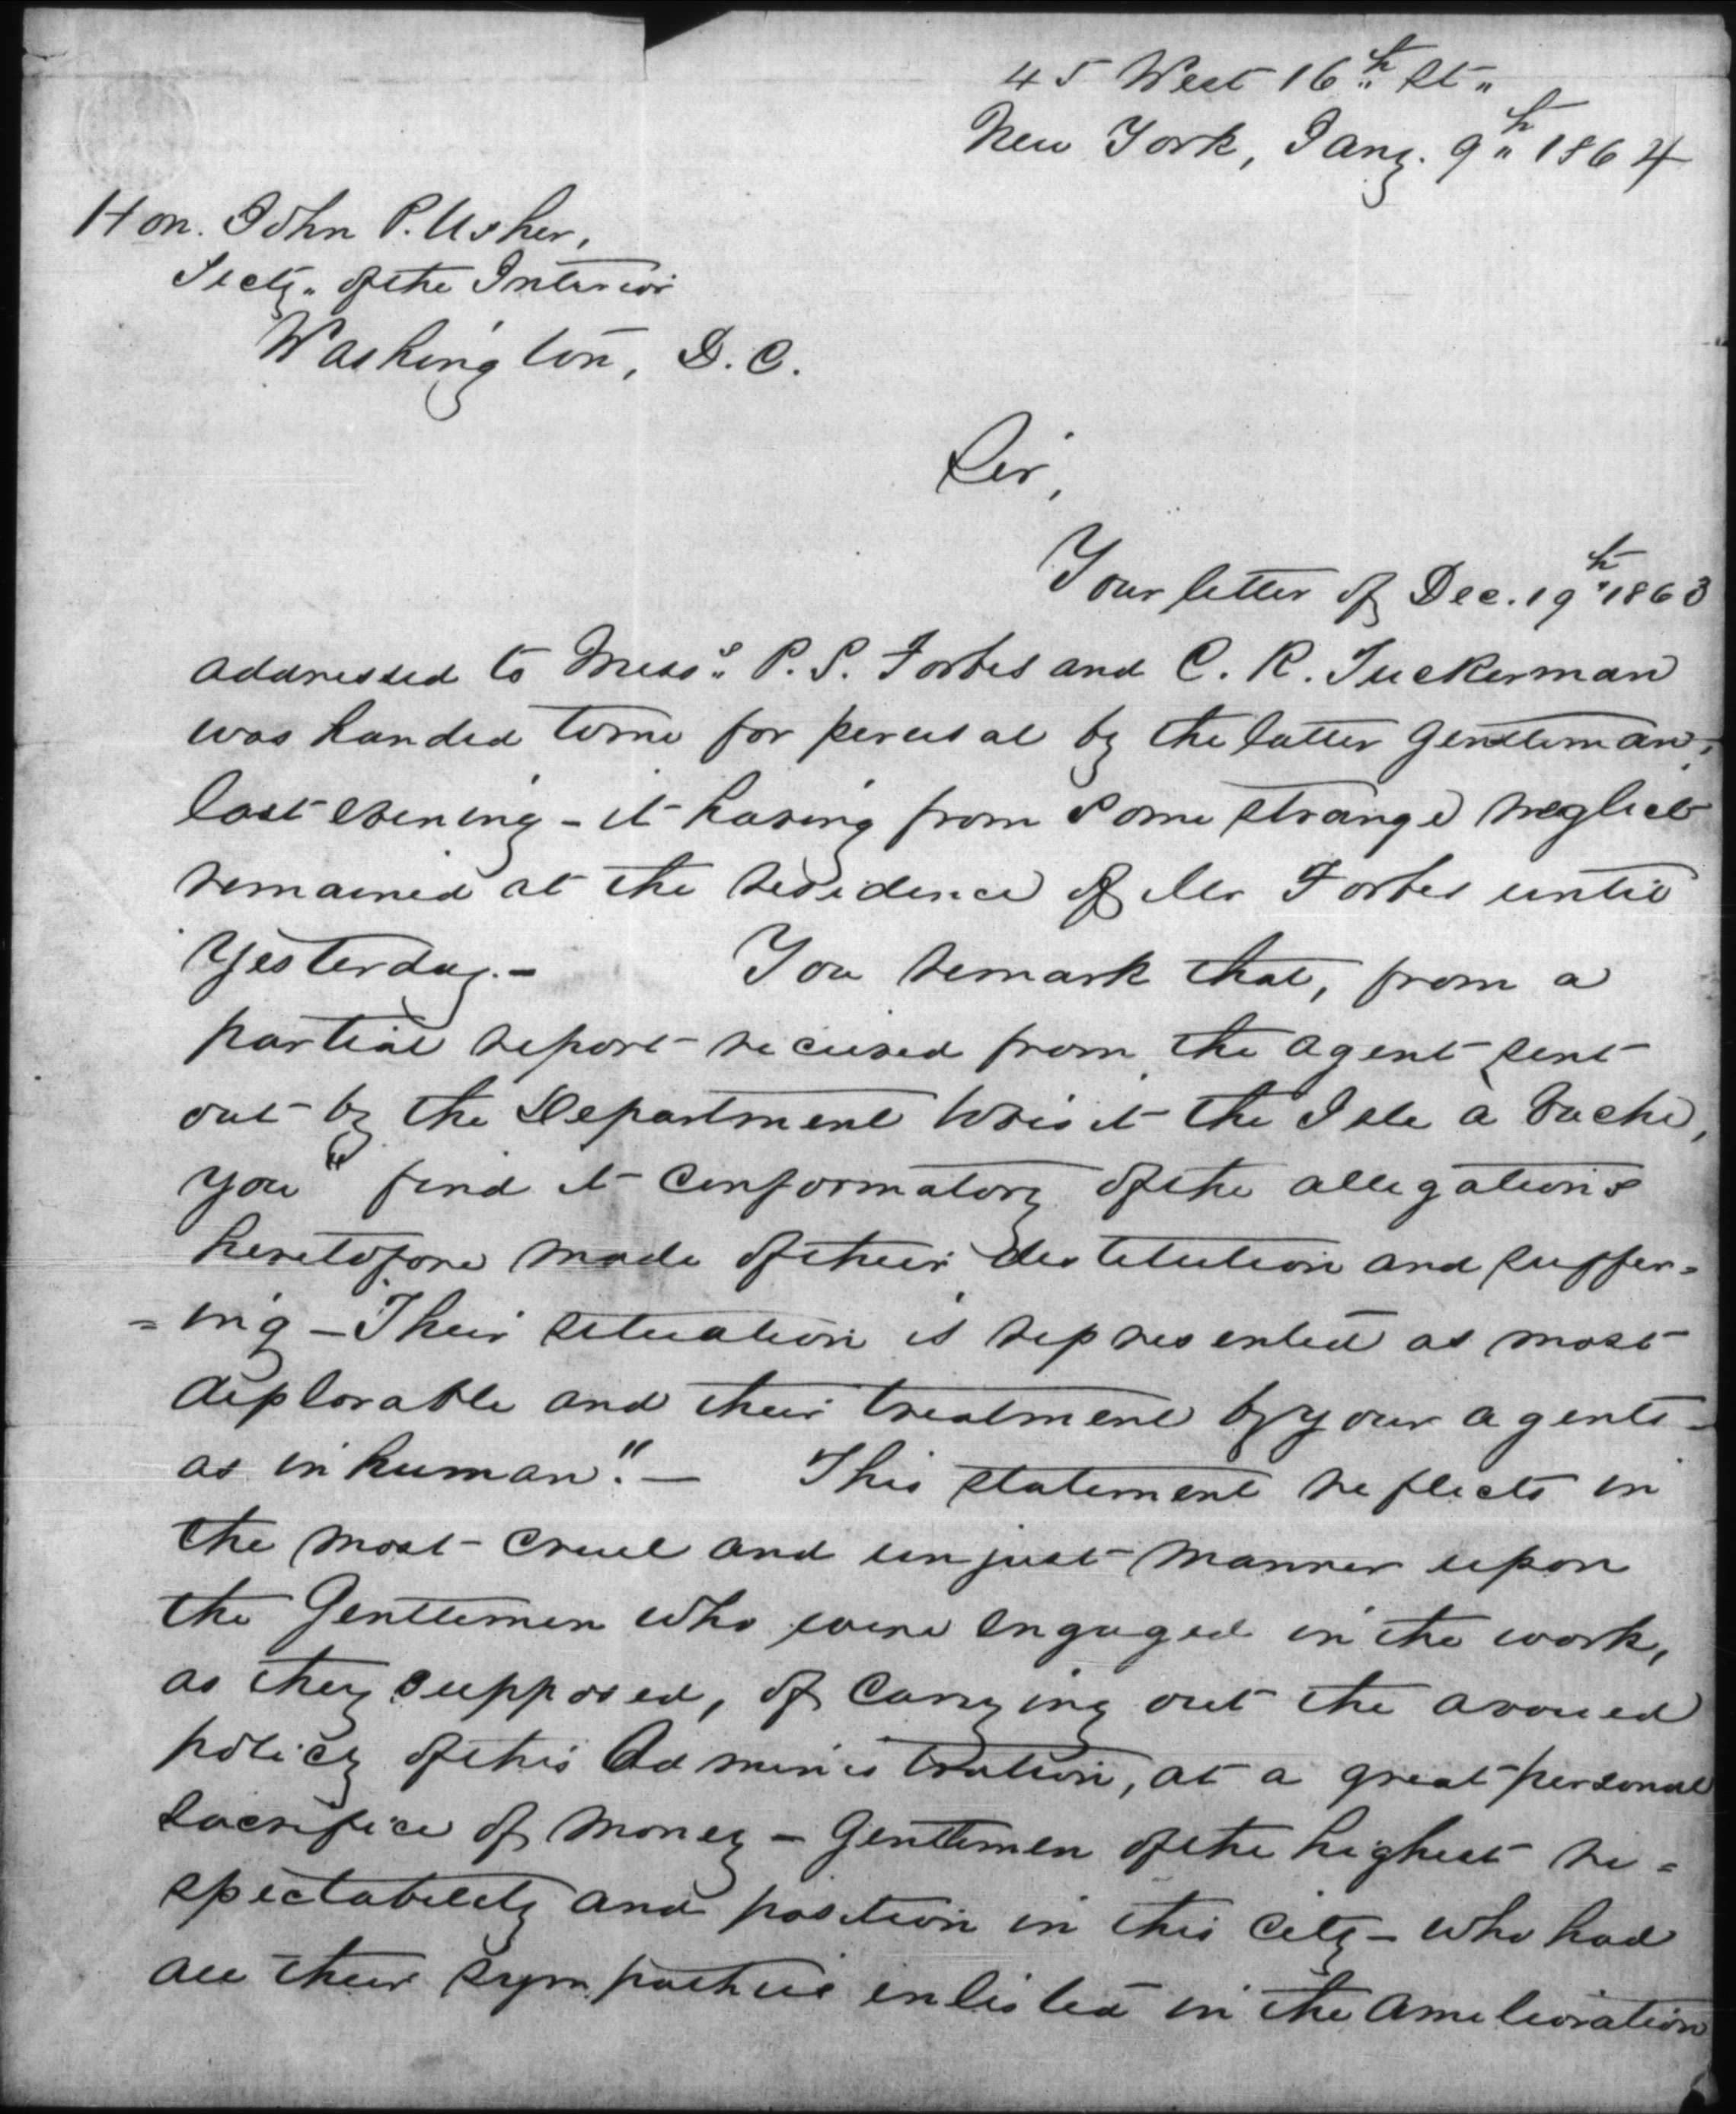 45 West 16th St.
New York, Jany. 9th 1864
Hon. John P. Usher,
Secty. of the Interior
Washington, D.C.
Sir,
Your letter of Dec. 19th 1863
addressed to Mess.s P. S. Forbes and C. K. Tuckerman
was handed to me for perusal by the latter Gentleman,
last evening - it having from some strange neglect
remained at the residence of Mr Forbes until
yesterday. - You remark that, from a
partial report received from the agent sent
out by the Department to visit the Isle à Vache,
you " find it conformatory of the allegations
heretofore made of their destitution and suffer=
=ing - Their situation is represented as most
deplorable and their treatment by your agents -
as inhuman". - This statement reflects in
the most cruel and unjust manner upon
the Gentlemen who were engaged in the work,
as they supposed, of carrying out the avowed
policy of this Administration, at a great personal
sacrifice of money - Gentlemen of the highest re=
spectability and position in this City - who had
all their sympathies enlisted in the amelioration